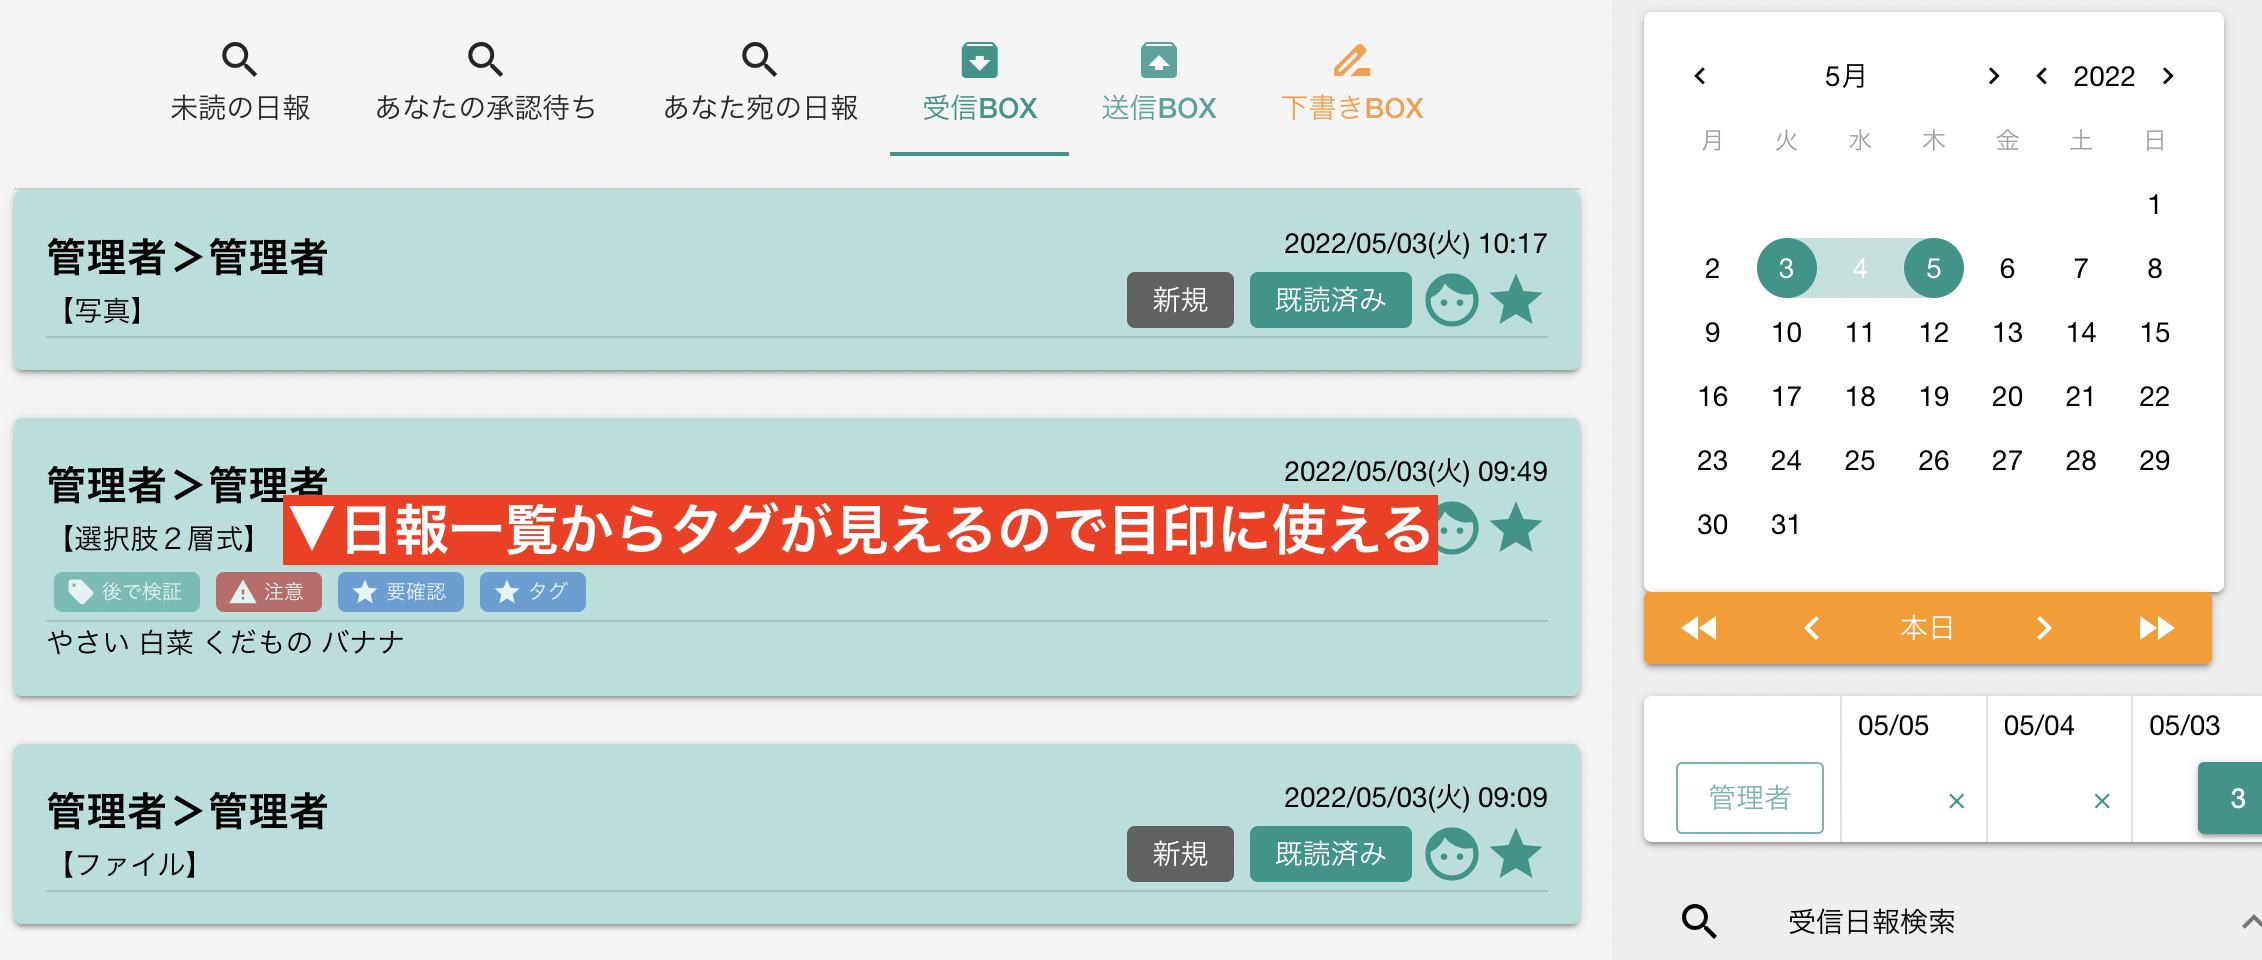 未読の日報 あなたの承認待ち あなた宛の日報 受信BOX 送信BOX 下書きBOX
管理者＞管理者
2022/05/03(火) 10:17
【写真】
新規 既読済み
管理者＞管理者
2022/05/03(火) 09:49
【選択肢２層式】
▼日報一覧からタグが見えるので目印に使える
後で検証 注意 要確認 タグ
やさい 白菜 くだもの バナナ
管理者＞管理者
2022/05/03(火) 09:09
【ファイル】
新規 既読済み
5月 2022
月 火 水 木 金 土 日
1
2 3 4 5 6 7 8
9 10 11 12 13 14 15
16 17 18 19 20 21 22
23 24 25 26 27 28 29
30 31
本日
05/05 05/04 05/03
管理者 × × 3
受信日報検索